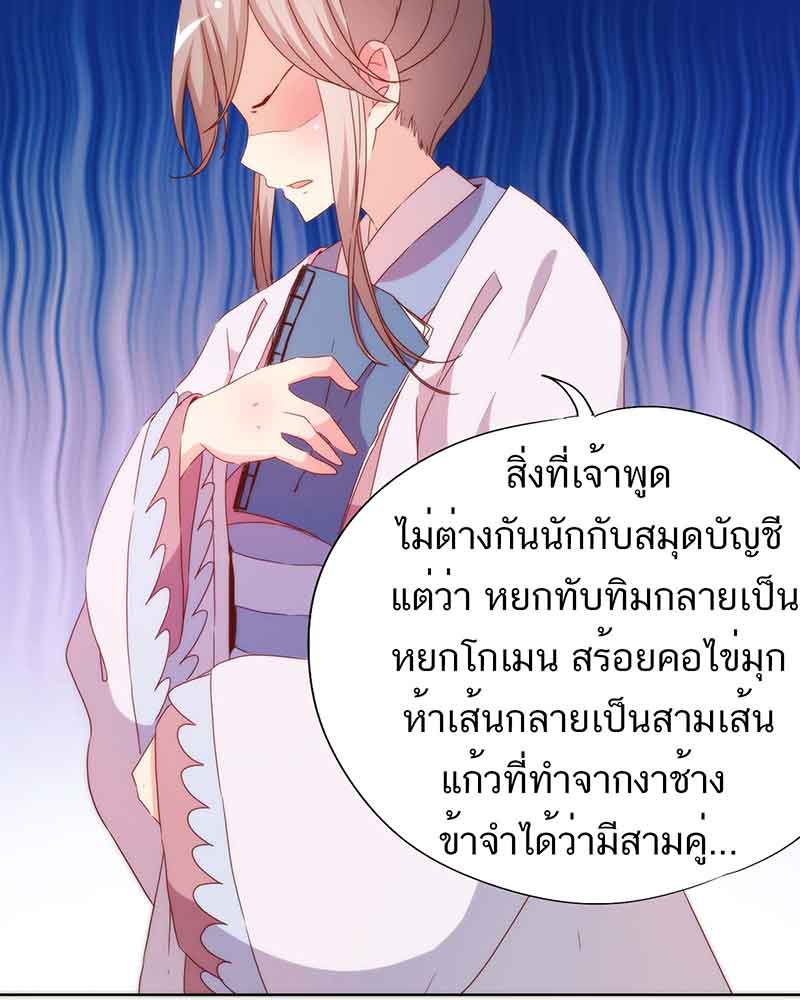 สิ่งที่เจ้าพูด
ไม่ต่างกันนักกับสมุดบัญชี
แต่ว่า หยกทับทิมกลายเป็น
หยกโกเมน สร้อยคอไข่มุก
ห้าเส้นกลายเป็นสามเส้น
แก้วที่ทำจากงาช้าง
ข้าจำได้ว่ามีสามคู่...